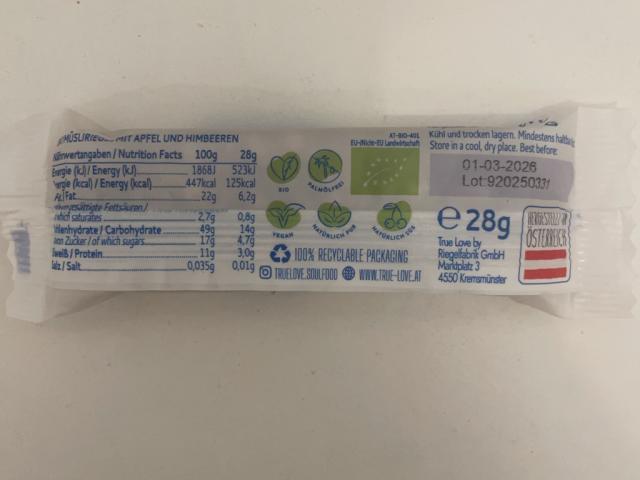 MÜSLIRIEGEL MIT APFEL UND HIMBEEREN
Nährwertangaben / Nutrition Facts 100g 28g
Energie (kJ) / Energy (kJ) 1868J 523kJ
Energie (kcal) / Energy (kcal) 447kcal 125kcal
Fat 22g 6,2g
gesättigte Fettsäuren /
which saturates 2,7g 0,8g
Kohlenhydrate / Carbohydrate 49g 14g
davon Zucker / of which sugars 17g 4,7g
Eiweiß / Protein 11g 3,0g
Salz / Salt 0,035g 0,01g
BIO
PALMÖLFREI
VEGAN
NATÜRLICH PUR
NATÜRLICH SÜSS
100% RECYCLABLE PACKAGING
TRUELOVE.SOULFOOD WWW.TRUE-LOVE.AT
AT-BIO-401
EU-/Nicht-EU Landwirtschaft
Kühl und trocken lagern. Mindestens haltbar
Store in a cool, dry place. Best before:
01-03-2026
Lot:920250331
e 28g
True Love by
Riegelfabrik GmbH
Marktplatz 3
4550 Kremsmünster
HERGESTELLT IN
ÖSTERREICH